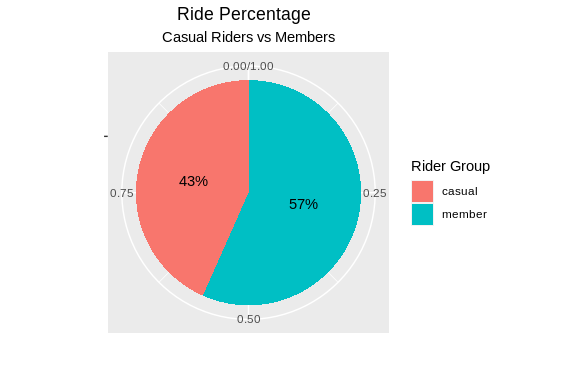 Ride Percentage
Casual Riders vs Members
0.00/1.00
43%
57%
0.75
0.25
0.50
Rider Group
casual
member